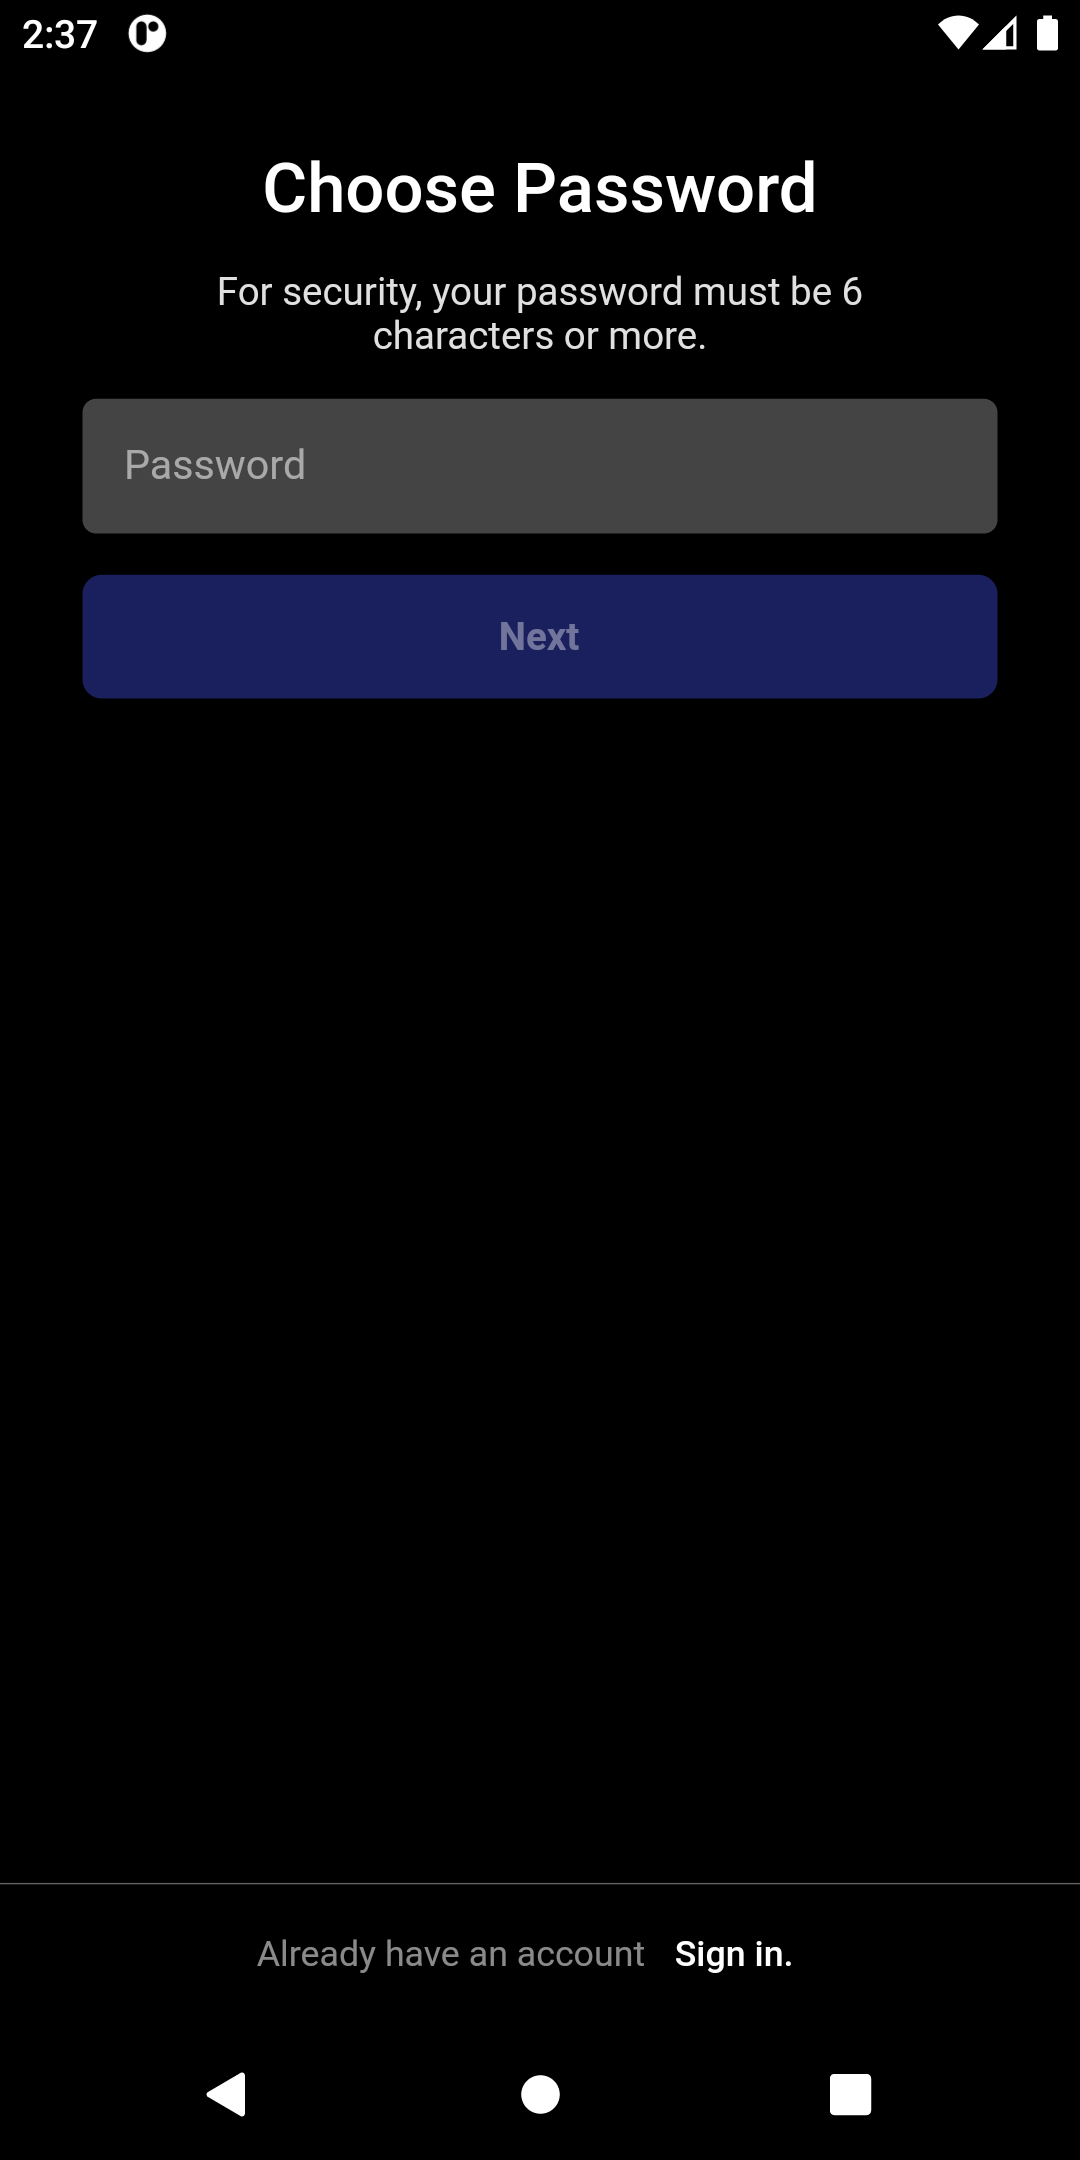 2:37
Choose Password
For security, your password must be 6
characters or more.
Password
Next
Already have an account Sign in.